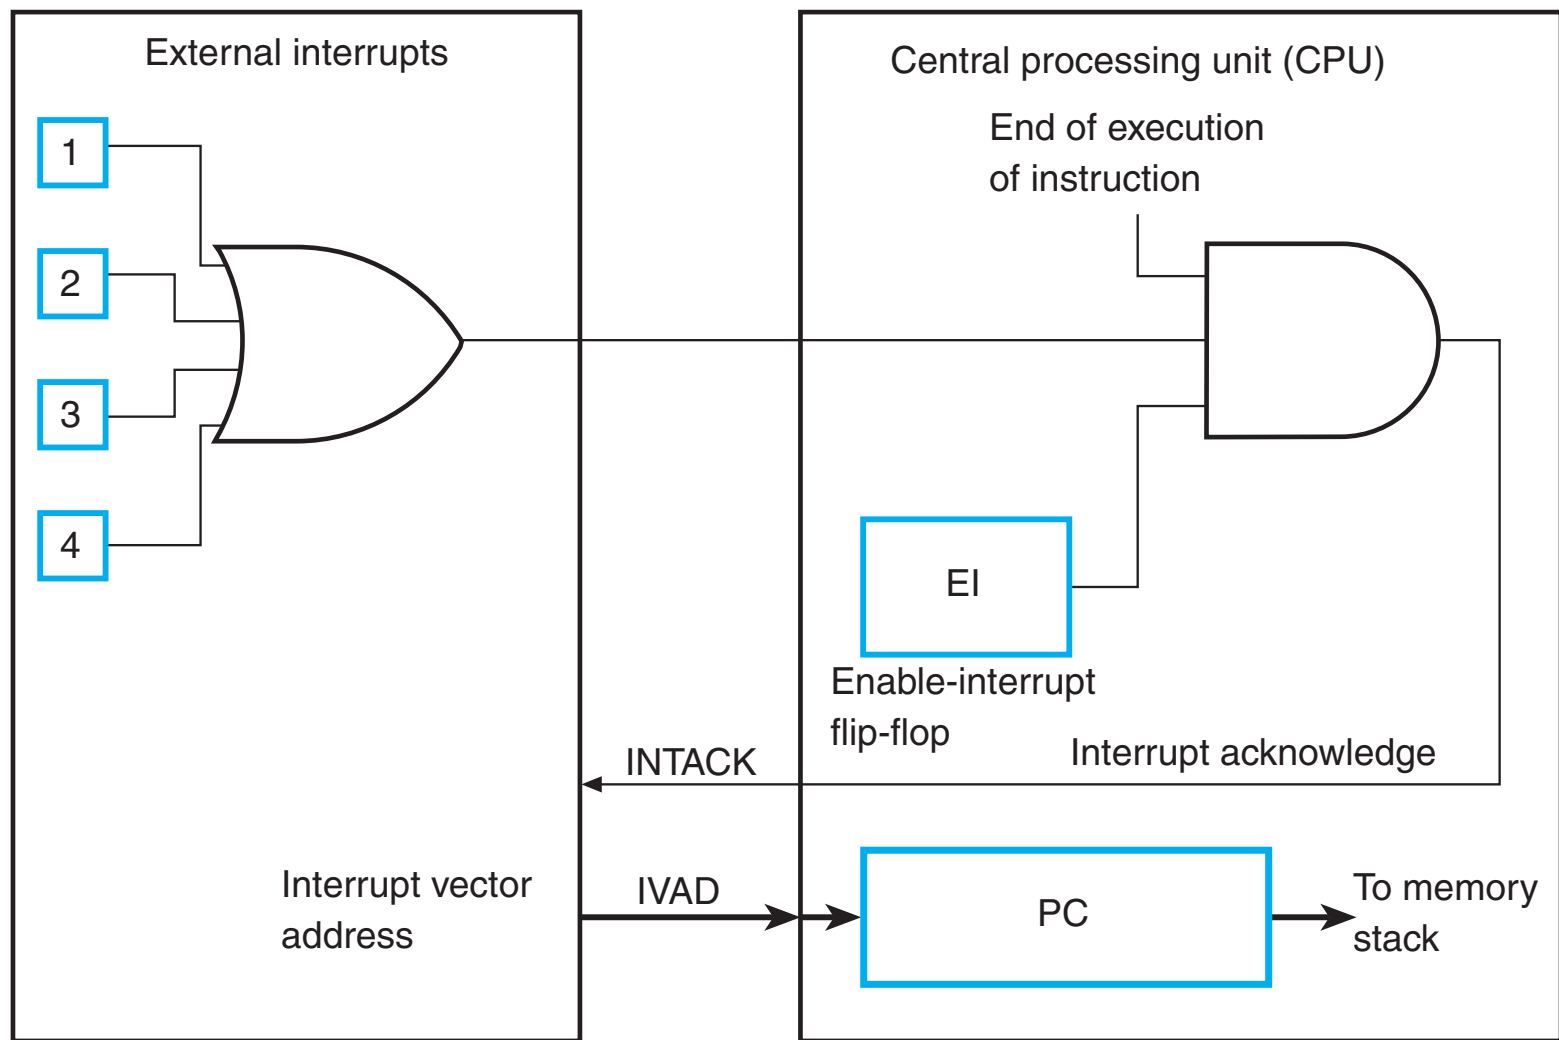 External interrupts
1
2
3
4
Central processing unit (CPU)
End of execution
of instruction
EI
Enable-interrupt
flip-flop
INTACK
Interrupt acknowledge
Interrupt vector
address
IVAD
PC
To memory
stack